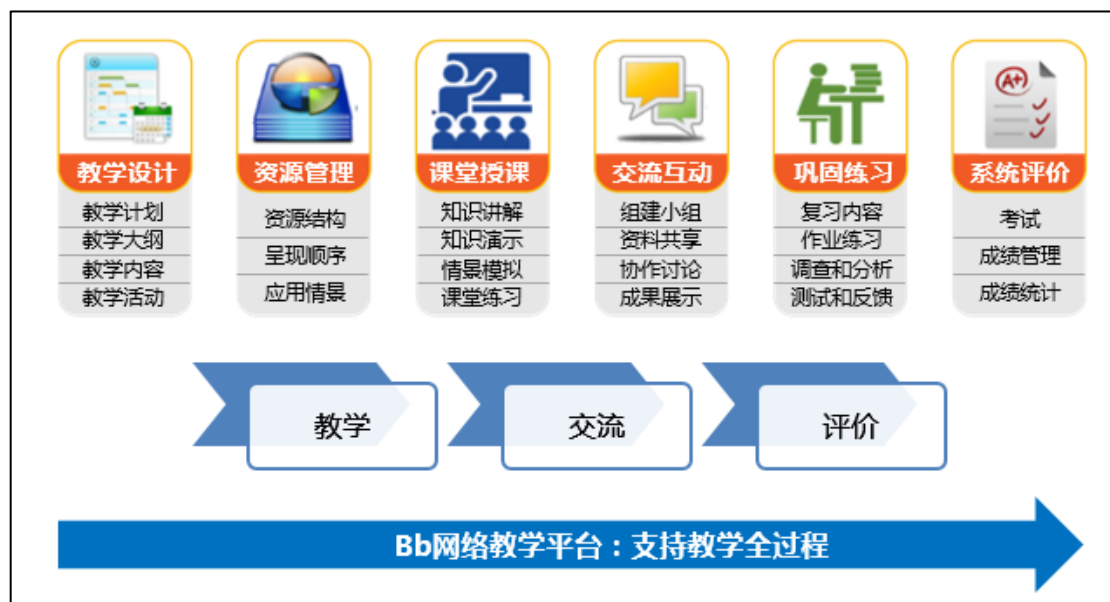 A+
教学设计
教学计划
教学大纲
教学内容
教学活动
资源管理
资源结构
呈现顺序
应用情景
课堂授课
知识讲解
知识演示
情景模拟
课堂练习
交流互动
组建小组
资料共享
协作讨论
成果展示
巩固练习
复习内容
作业练习
调查和分析
测试和反馈
系统评价
考试
成绩管理
成绩统计
教学
交流
评价
Bb网络教学平台：支持教学全过程